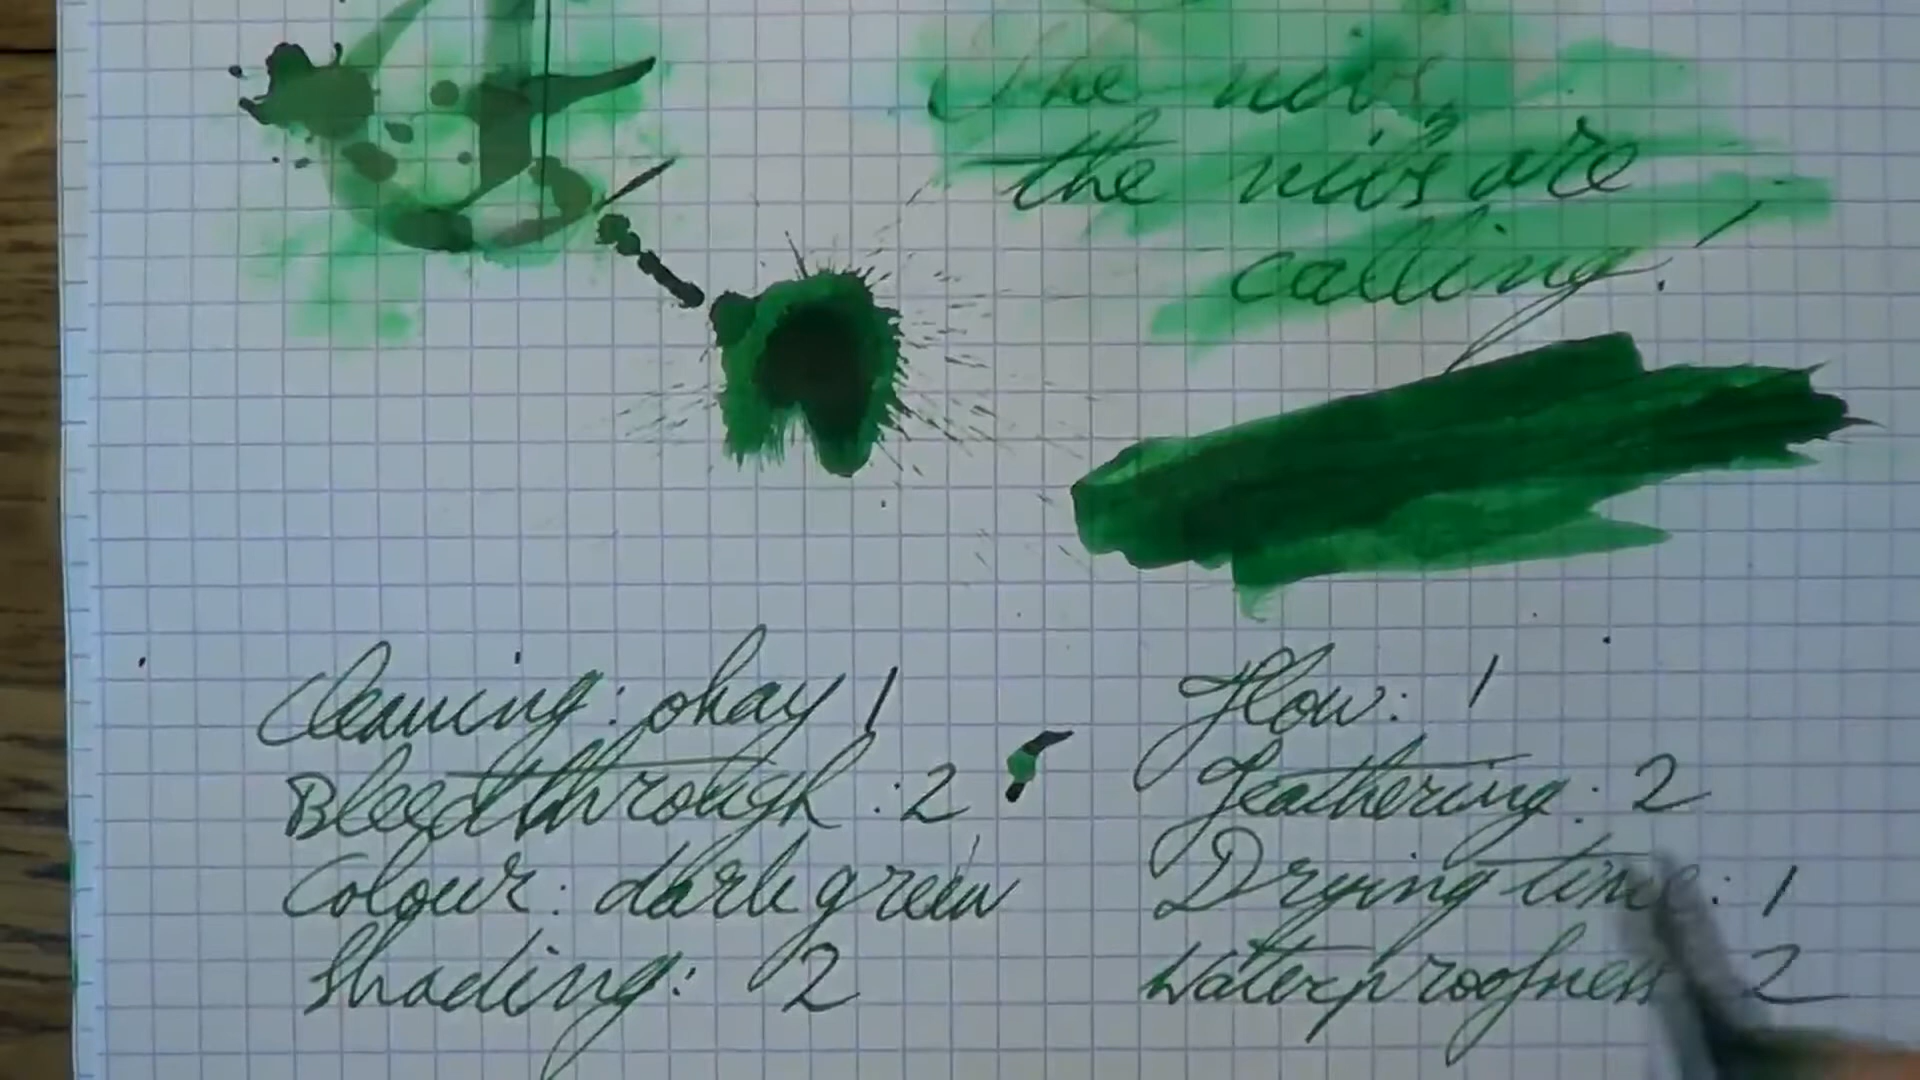 The nibs,
the nibs are
calling!
Cleaning: okay 1
Flow: 1
Bleedthrough: 2
Feathering: 2
Colour: dark green
Drying time: 1
Shading: 2
Waterproofness 2